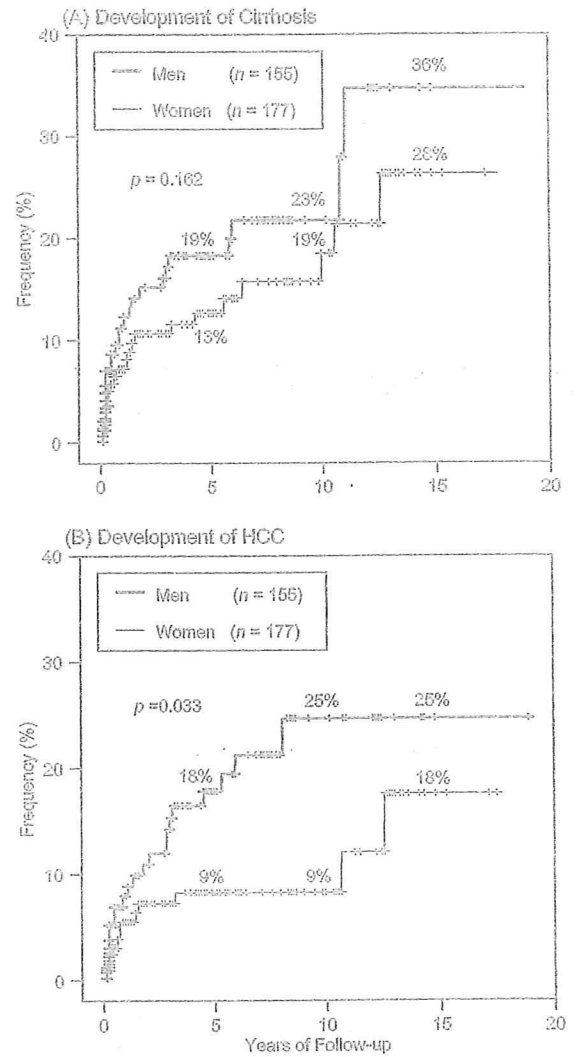 (A) Development of Cirrhosis
40
30
20
10
0
Frequency (%)
Men (n = 155)
Women (n = 177)
p = 0.162
19%
23%
36%
13%
19%
28%
0 5 10 15 20
(B) Development of HCC
40
30
20
10
0
Frequency (%)
Men (n = 155)
Women (n = 177)
p =0.033
18%
25%
25%
9%
9%
18%
0 5 10 15 20
Years of Follow-up